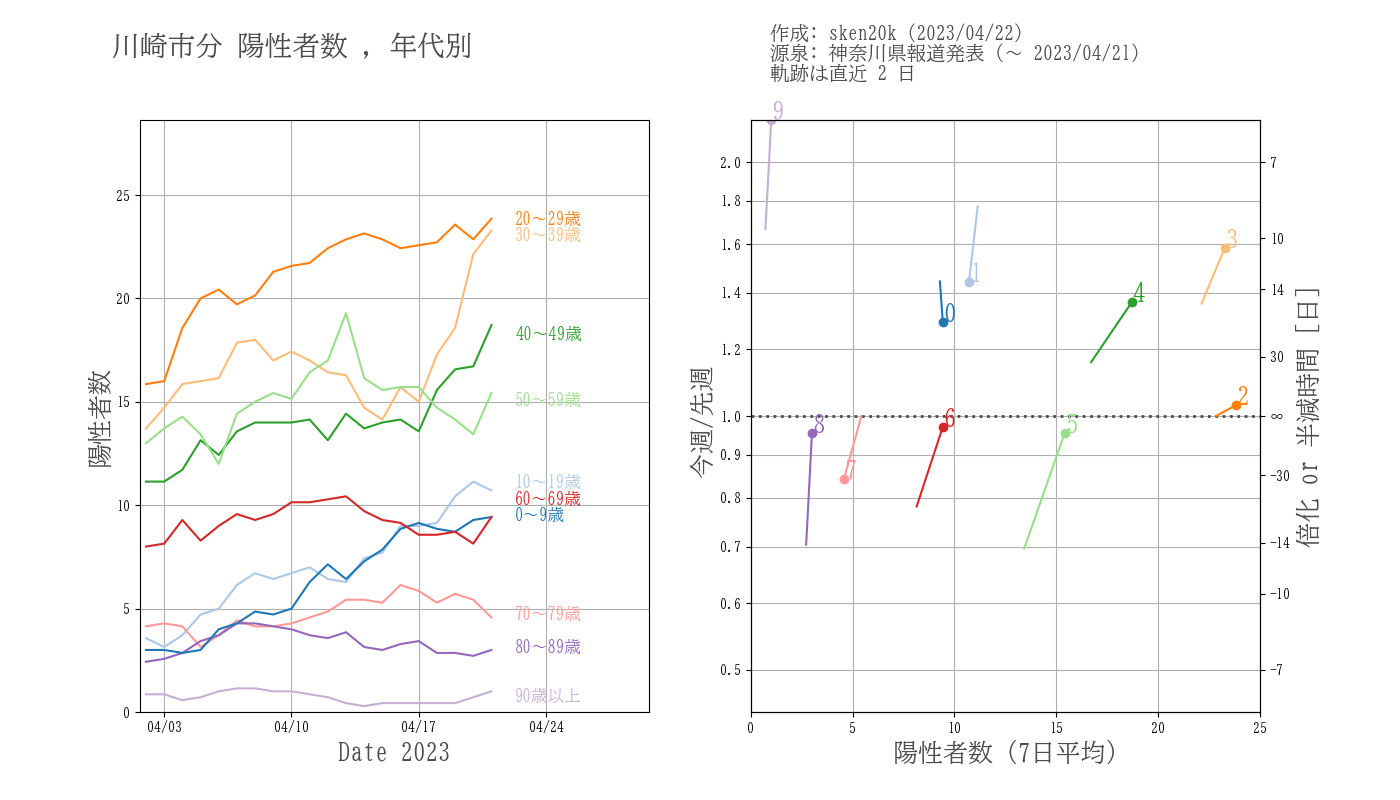 川崎市分 陽性者数 , 年代別
作成: sken20k (2023/04/22)
源泉: 神奈川県報道発表 (〜 2023/04/21)
軌跡は直近 2 日
陽性者数
25
20
15
10
5
0
04/03
04/10
04/17
04/24
Date 2023
20〜29歳
30〜39歳
40〜49歳
50〜59歳
10〜19歳
60〜69歳
0〜9歳
70〜79歳
80〜89歳
90歳以上
今週/先週
2.0
1.8
1.6
1.4
1.2
1.0
0.9
0.8
0.7
0.6
0.5
9
3
1
4
0
2
8
6
5
7
0
5
10
15
20
25
陽性者数 (7日平均)
7
10
14
30
∞
-30
-14
-10
-7
倍化 or 半減時間 [日]